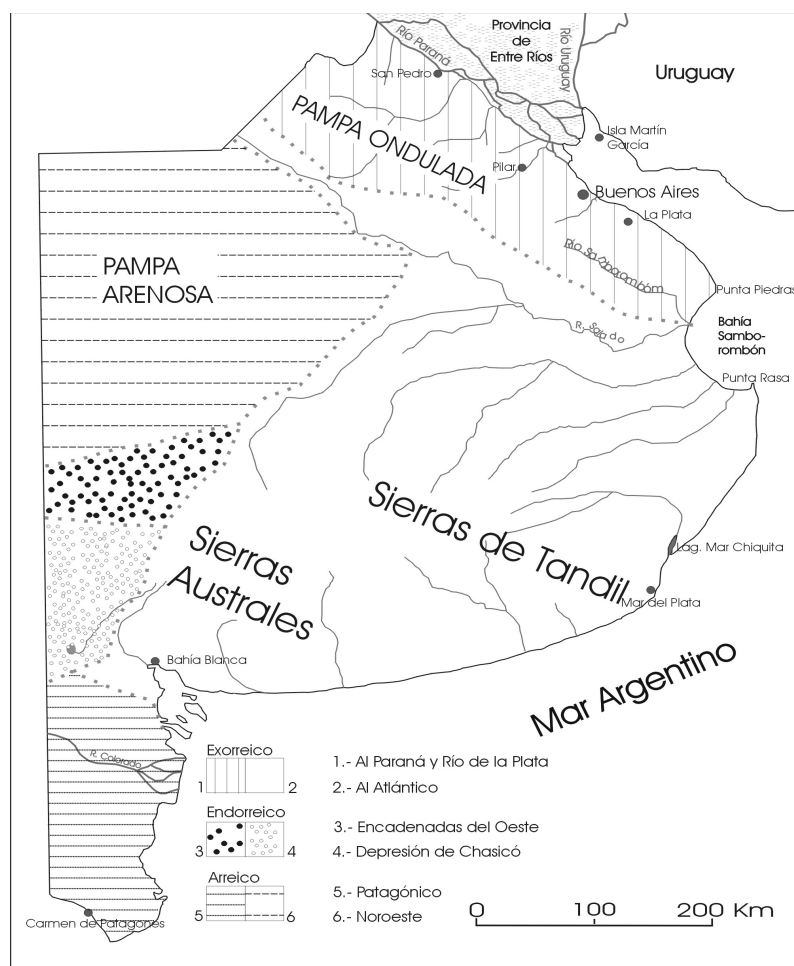 Provincia
de
Entre Ríos
Río Paraná
Río Uruguay
San Pedro
Uruguay
PAMPA ONDULADA
Isla Martín
García
Pilar
Buenos Aires
La Plata
PAMPA
ARENOSA
Río Samborombóm
Punta Piedras
R. Salado
Bahía
Sambo-
rombón
Punta Rasa
Sierras de Tandil
Sierras
Australes
Lag. Mar Chiquita
Mar del Plata
Bahía Blanca
Mar Argentino
R. Colorado
Exorreico
1 2
1.- Al Paraná y Río de la Plata
2.- Al Atlántico
Endorreico
3 4
3.- Encadenadas del Oeste
4.- Depresión de Chasicó
Arreico
5 6
5.- Patagónico
6.- Noroeste
Carmen de Patagones
0 100 200 Km